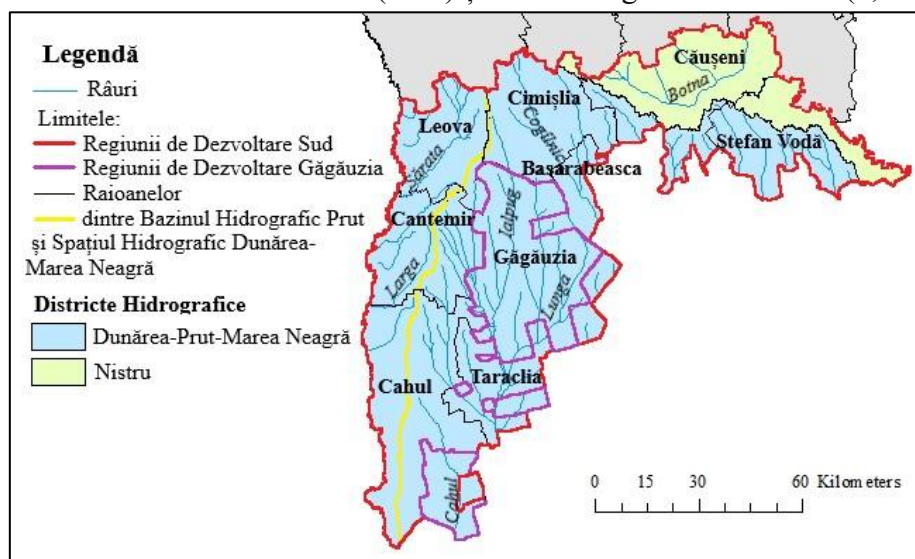 Legendă
Râuri
Limitele:
Regiunii de Dezvoltare Sud
Regiunii de Dezvoltare Găgăuzia
Raioanelor
dintre Bazinul Hidrografic Prut
și Spațiul Hidrografic Dunărea-
Marea Neagră
Districte Hidrografice
Dunărea-Prut-Marea Neagră
Nistru
Căușeni
Botna
Cimișlia
Cogîlnic
Leova
Ștefan Vodă
Sărata
Basarabeasca
Cantemir
Ialpug
Găgăuzia
Larga
Lunga
Cahul
Taraclia
Cahul
0 15 30 60 Kilometers